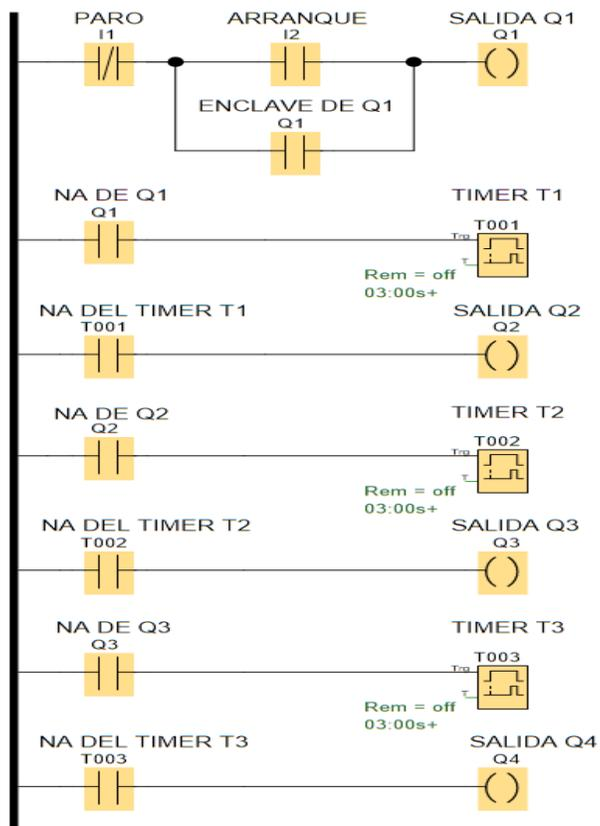 PARO ARRANQUE SALIDA Q1
I1 I2 Q1
ENCLAVE DE Q1
Q1
NA DE Q1 TIMER T1
Q1 T001
Trg
T
Rem = off
03:00s+
NA DEL TIMER T1 SALIDA Q2
T001 Q2
NA DE Q2 TIMER T2
Q2 T002
Trg
T
Rem = off
03:00s+
NA DEL TIMER T2 SALIDA Q3
T002 Q3
NA DE Q3 TIMER T3
Q3 T003
Trg
T
Rem = off
03:00s+
NA DEL TIMER T3 SALIDA Q4
T003 Q4